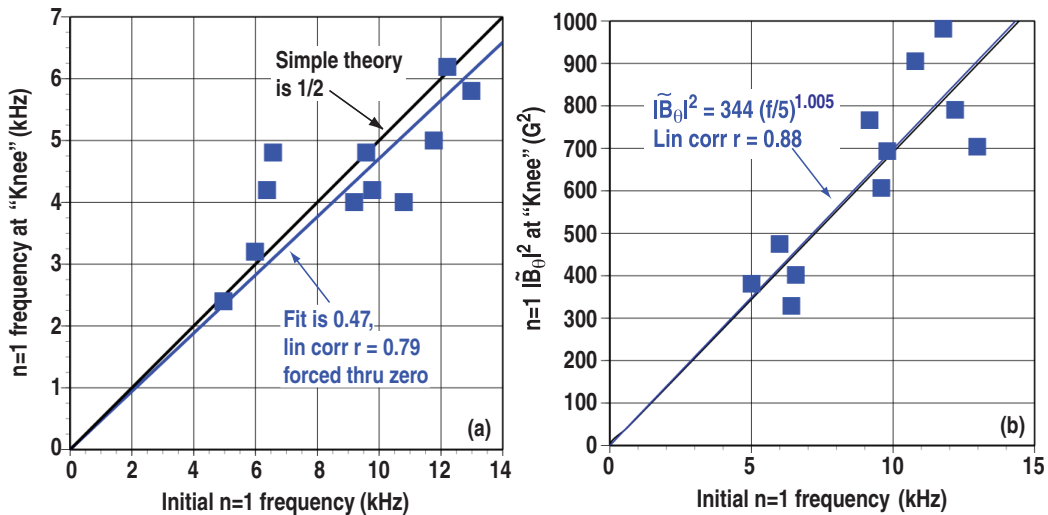 7
6
5
4
3
2
1
0
0 2 4 6 8 10 12 14
n=1 frequency at “Knee” (kHz)
Initial n=1 frequency (kHz)
Simple theory
is 1/2
Fit is 0.47,
lin corr r = 0.79
forced thru zero
(a)
1000
900
800
700
600
500
400
300
200
100
0
0 5 10 15
n=1 |B̃θ|² at “Knee” (G²)
Initial n=1 frequency (kHz)
|B̃θ|² = 344 (f/5)^1.005
Lin corr r = 0.88
(b)